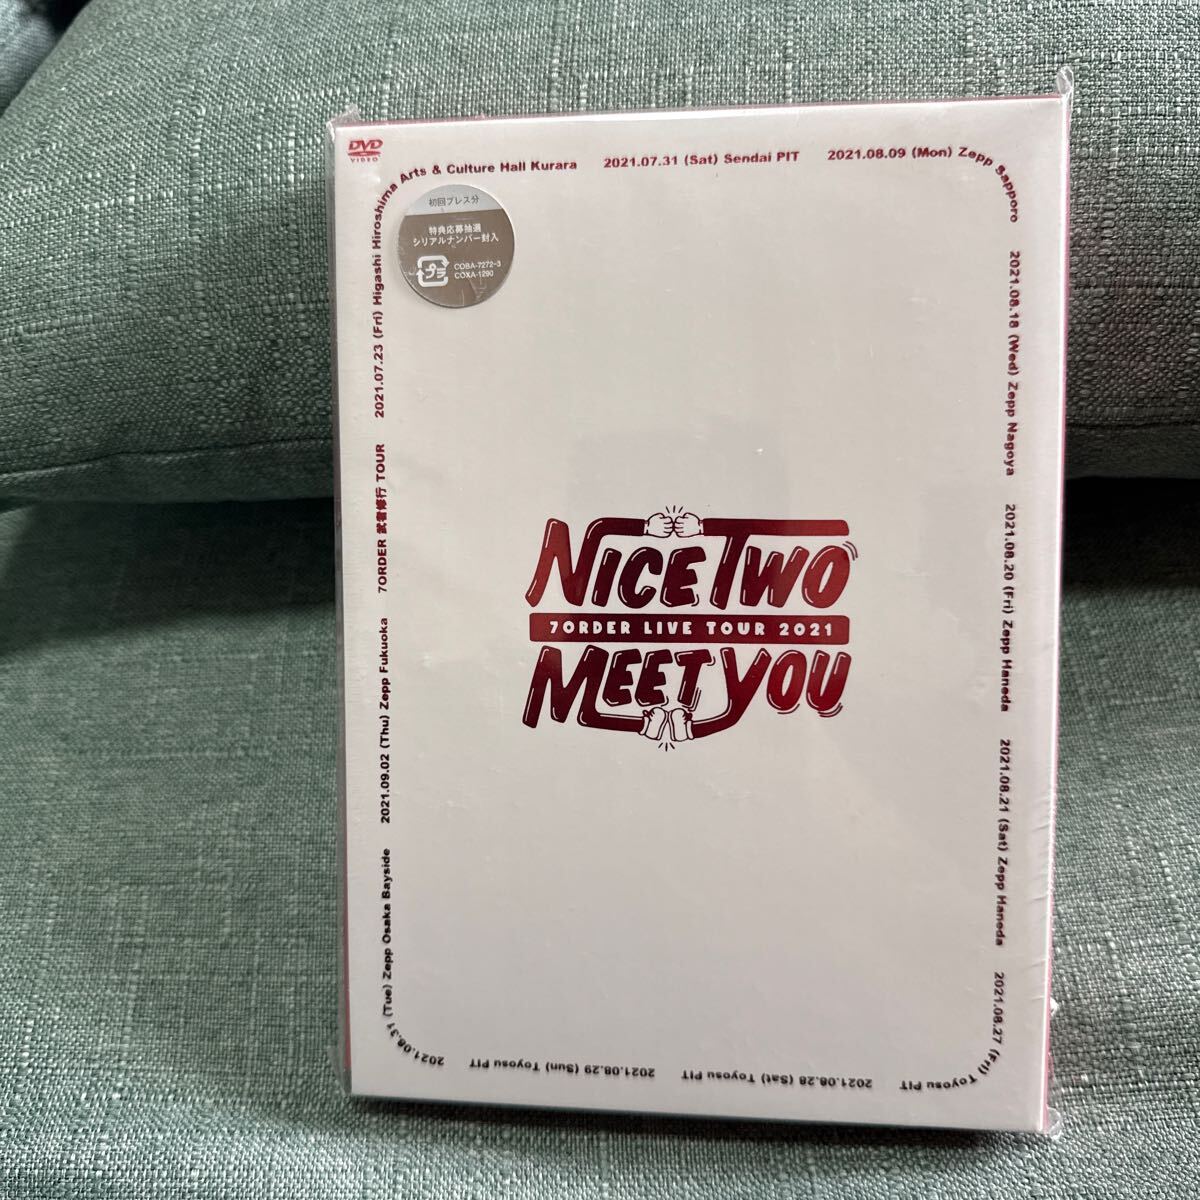 DVD
VIDEO
7ORDER 武者修行 TOUR
2021.07.23 (Fri) Higashi Hiroshima Arts & Culture Hall Kurara
2021.07.31 (Sat) Sendai PIT
2021.08.09 (Mon) Zepp Sapporo
2021.08.18 (Wed) Zepp Nagoya
2021.08.20 (Fri) Zepp Haneda
2021.08.21 (Sat) Zepp Haneda
2021.08.27 (Fri) Toyosu PIT
2021.08.28 (Sat) Toyosu PIT
2021.08.29 (Sun) Toyosu PIT
2021.08.31 (Tue) Zepp Osaka Bayside
2021.09.02 (Thu) Zepp Fukuoka
初回プレス分
特典応募抽選
シリアルナンバー封入
プラ
COBA-7272-3
COXA-1290
NICE TWO
7ORDER LIVE TOUR 2021
MEET YOU